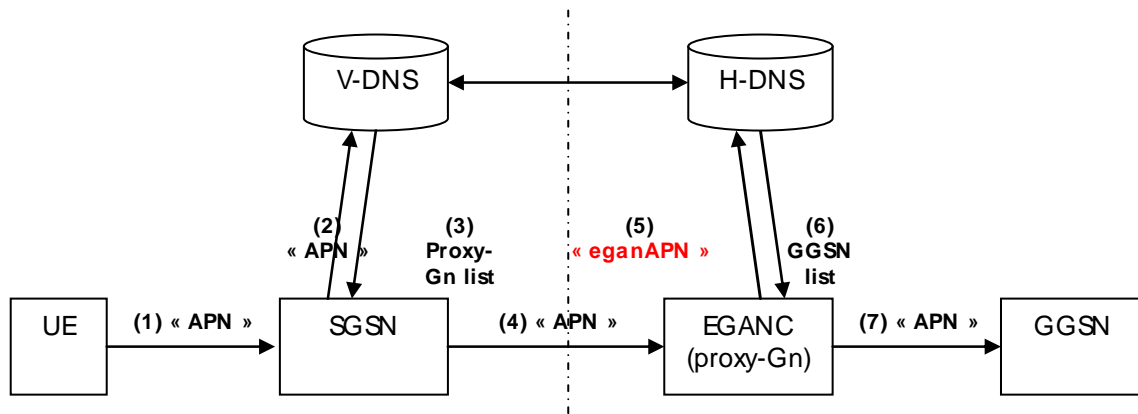 V-DNS
H-DNS
(2)
« APN »
(3)
Proxy-
Gn list
(5)
« eganAPN »
(6)
GGSN
list
UE
(1) « APN »
SGSN
(4) « APN »
EGANC
(proxy-Gn)
(7) « APN »
GGSN